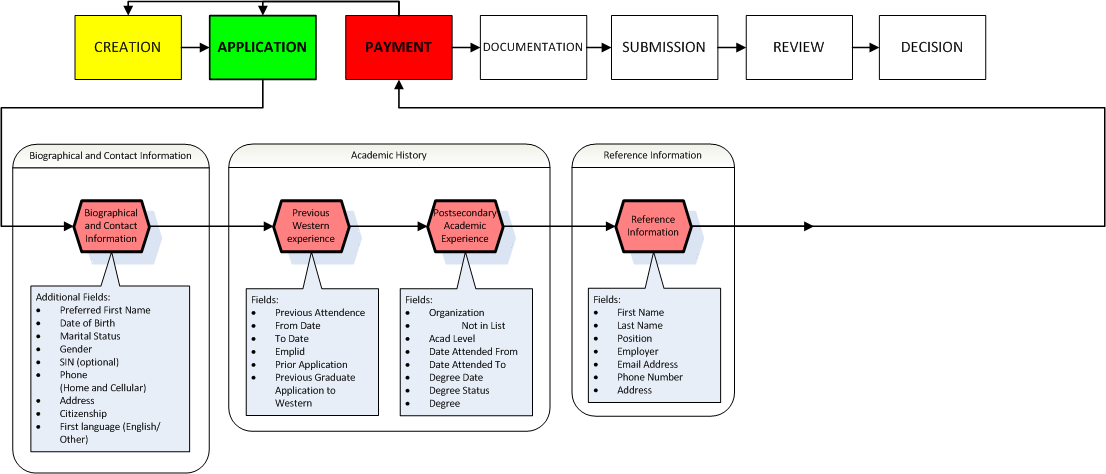 CREATION
APPLICATION
PAYMENT
DOCUMENTATION
SUBMISSION
REVIEW
DECISION
Biographical and Contact Information
Academic History
Reference Information
Biographical
and Contact
Information
Previous
Western
experience
Postsecondary
Academic
Experience
Reference
Information
Additional Fields:
• Preferred First Name
• Date of Birth
• Marital Status
• Gender
• SIN (optional)
• Phone
(Home and Cellular)
• Address
• Citizenship
• First language (English/
Other)
Fields:
• Previous Attendence
• From Date
• To Date
• Emplid
• Prior Application
• Previous Graduate
Application to
Western
Fields:
• Organization
• Not in List
• Acad Level
• Date Attended From
• Date Attended To
• Degree Date
• Degree Status
• Degree
Fields:
• First Name
• Last Name
• Position
• Employer
• Email Address
• Phone Number
• Address